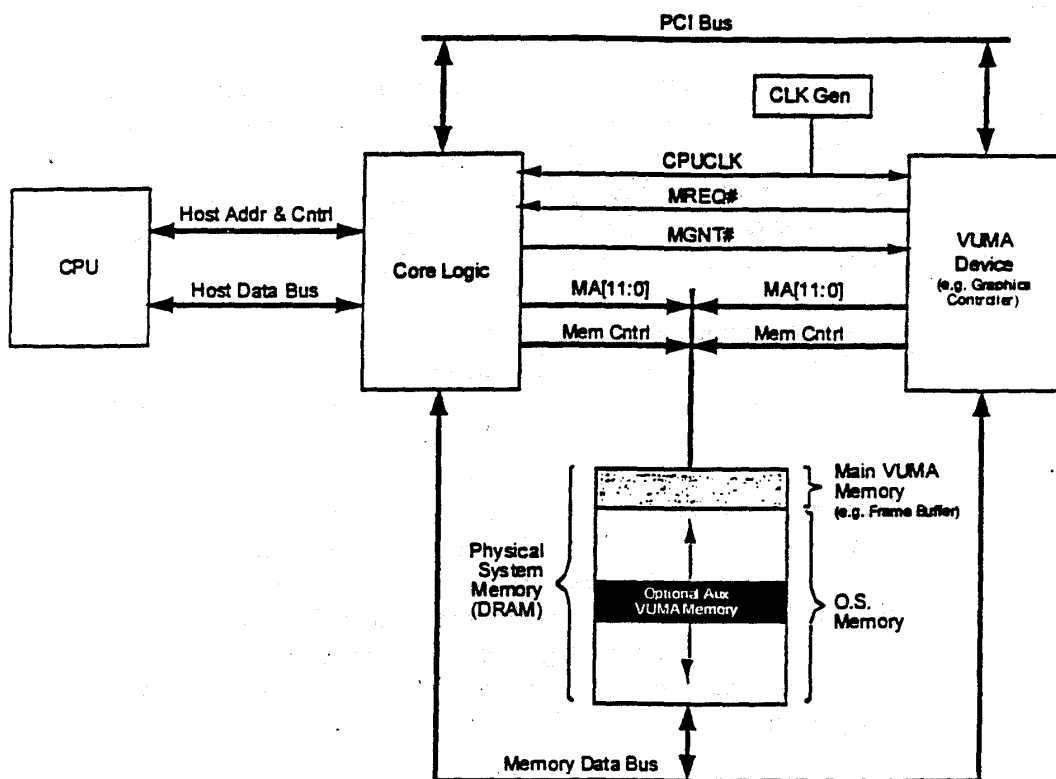 PCI Bus
CLK Gen
CPUCLK
MREQ#
MGNT#
Host Addr & Cntrl
CPU
Core Logic
VUMA
Device
(e.g. Graphics
Controller)
Host Data Bus
MA[11:0]
MA[11:0]
Mem Cntrl
Mem Cntrl
Main VUMA
Memory
(e.g. Frame Buffer)
Physical
System
Memory
(DRAM)
Optional Aux
VUMA Memory
O.S.
Memory
Memory Data Bus